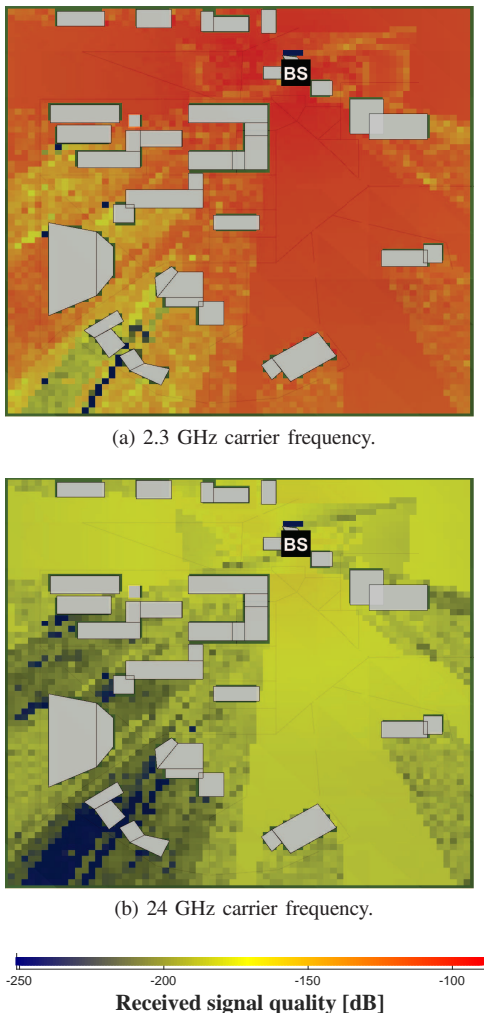 BS
(a) 2.3 GHz carrier frequency.
BS
(b) 24 GHz carrier frequency.
-250 -200 -150 -100
Received signal quality [dB]